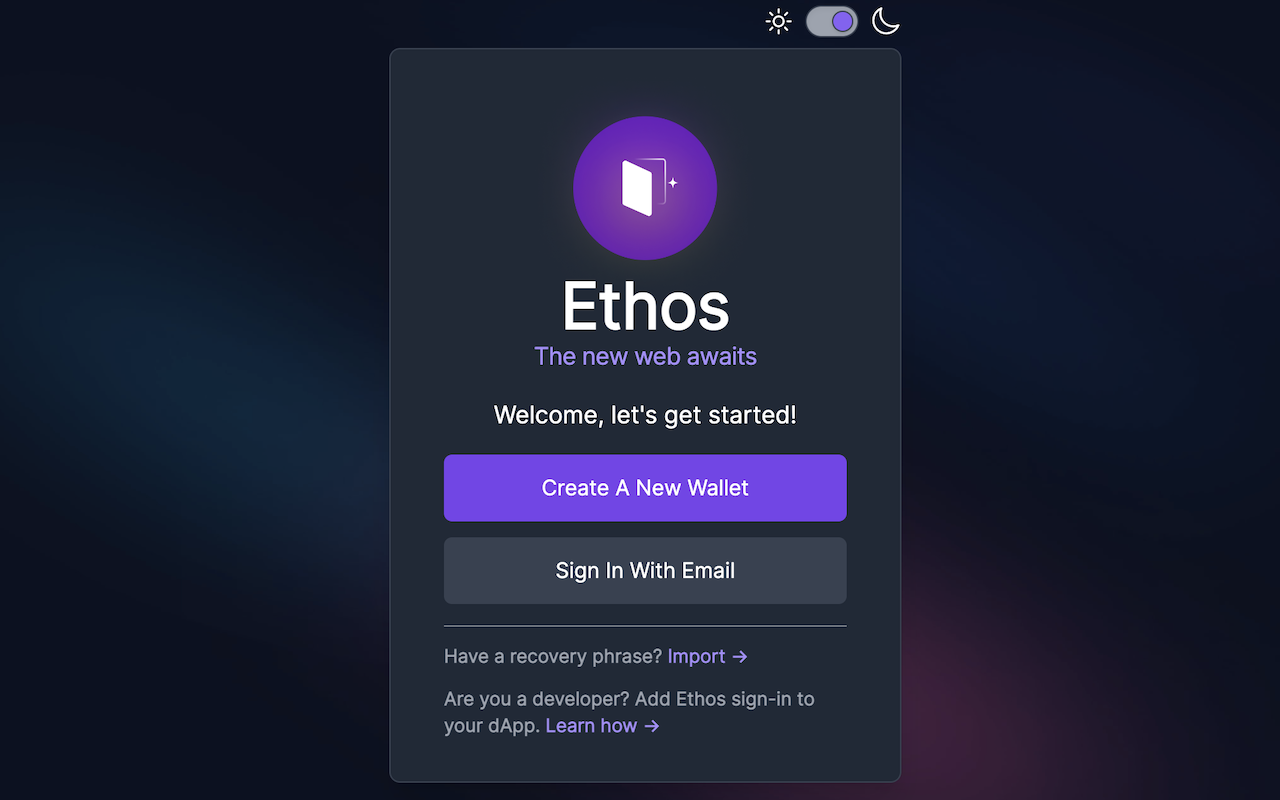 Ethos
The new web awaits
Welcome, let's get started!
Create A New Wallet
Sign In With Email
Have a recovery phrase? Import →
Are you a developer? Add Ethos sign-in to
your dApp. Learn how →